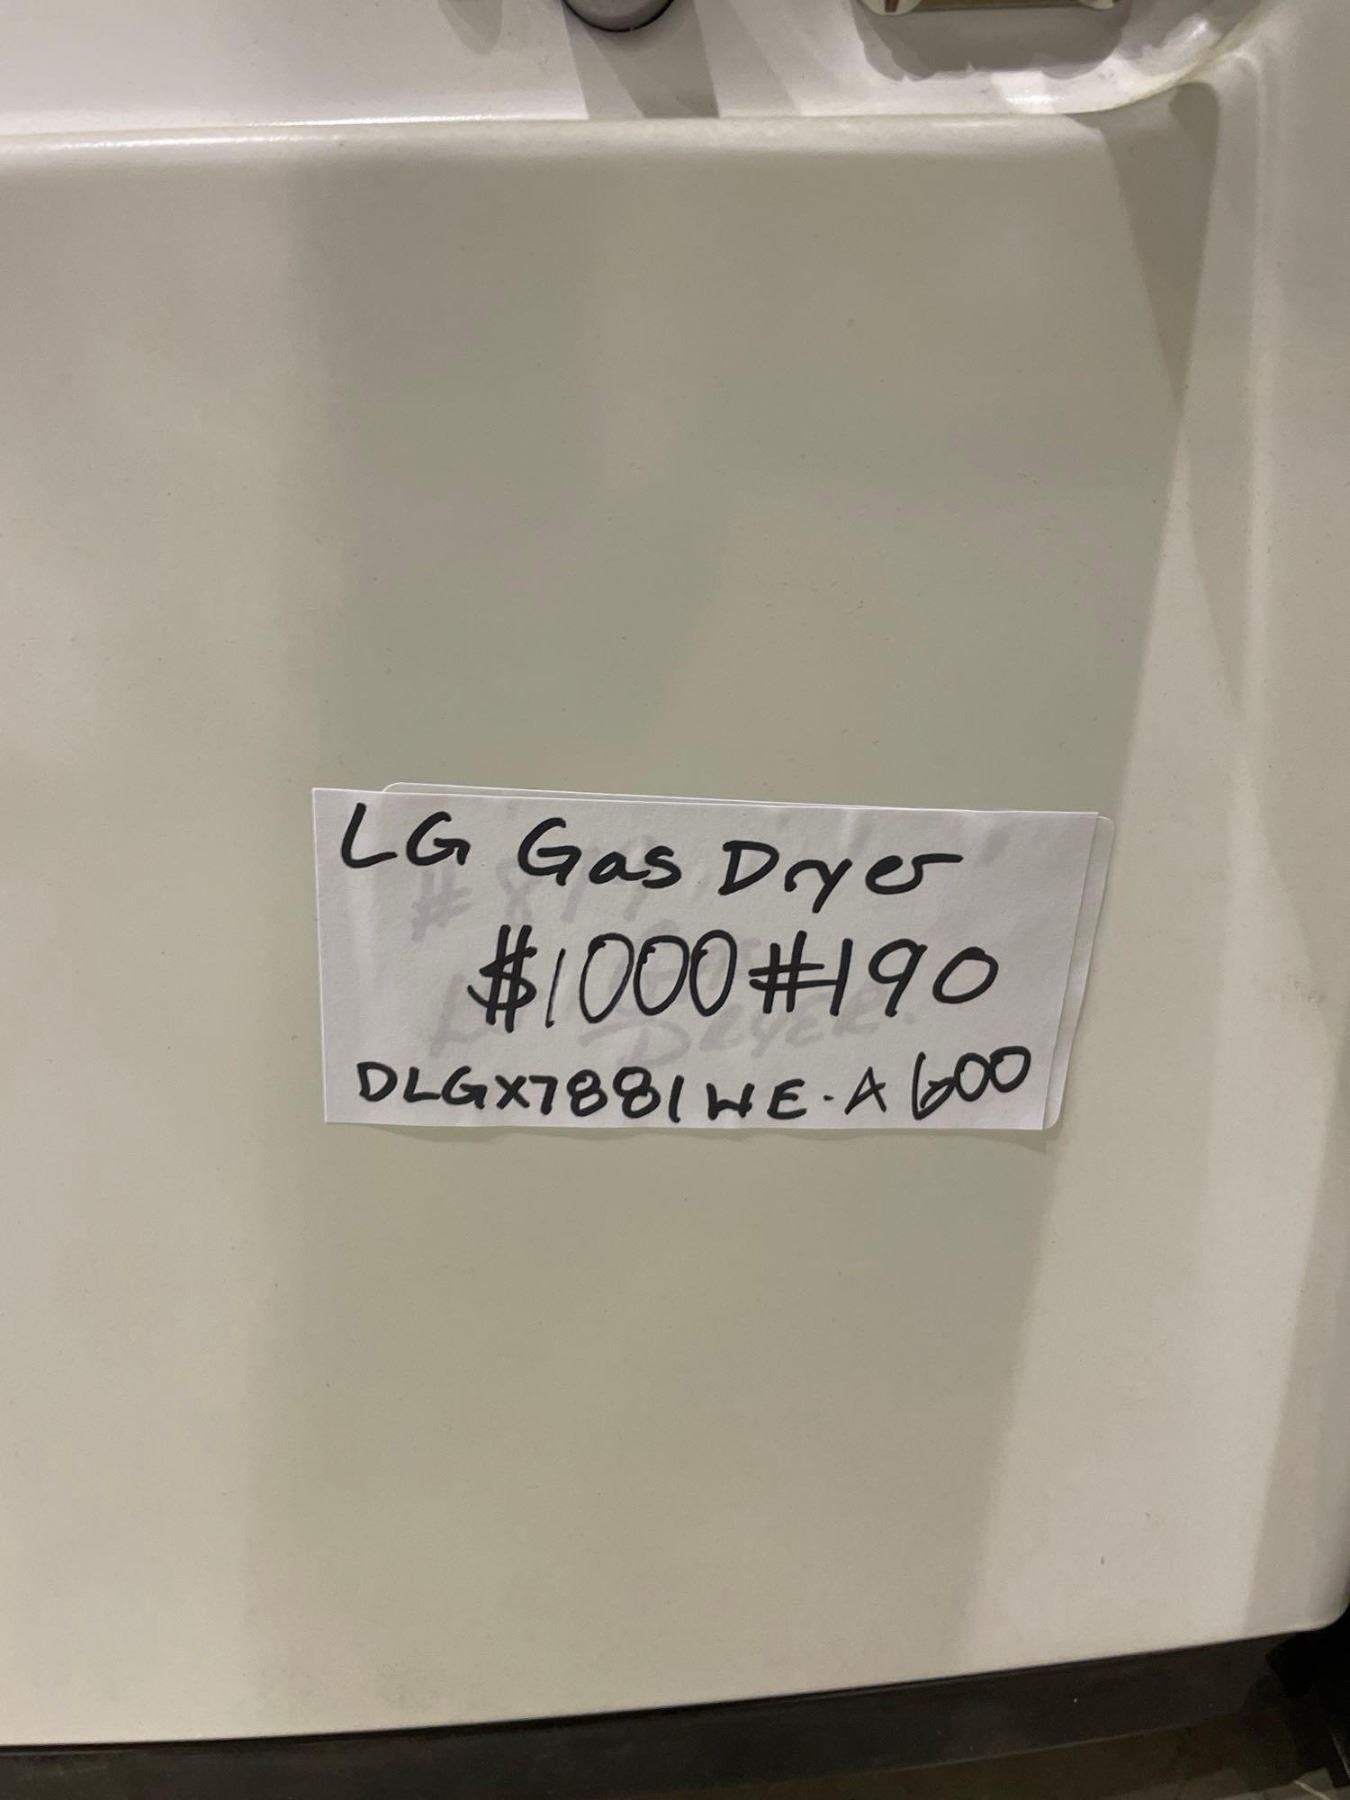 LG Gas Dryer
$1000 #190
DLGX7881WE.A 600